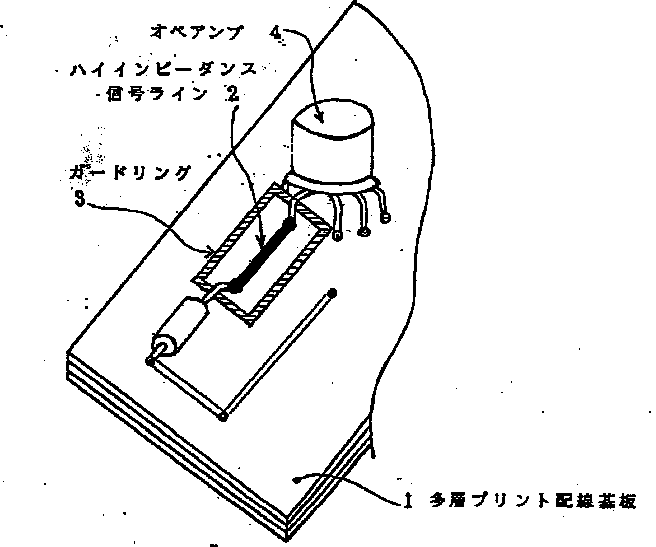 オペアンプ 4
ハイインピーダンス
信号ライン 2
ガードリング
3
1 多層プリント配線基板